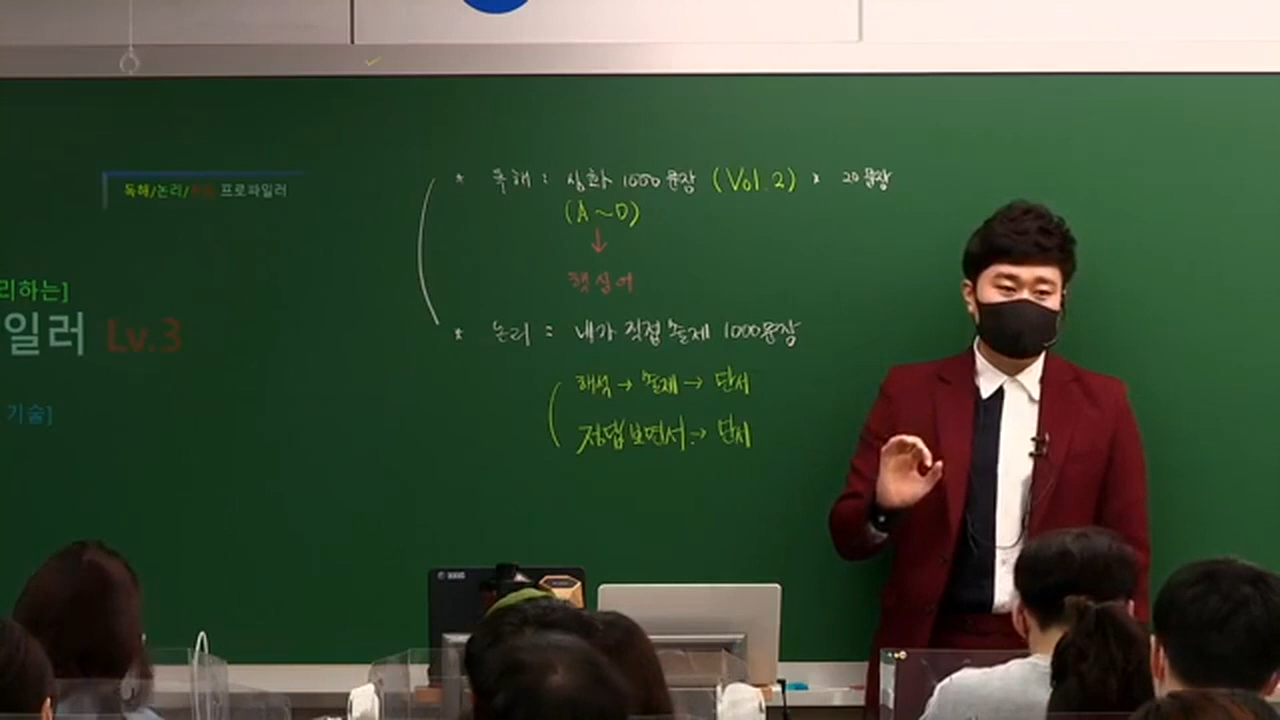 독해/논리/ 프로파일러
리하는]
일러 Lv.3
기술]
* 독해 : 심화 1000문장 (Vol.2) * 20문장
(A~D)
↓
핵심어
* 논리 : 내가 직접 출제 1000문장
해석 → 출제 → 단서
정답보면서 → 단서